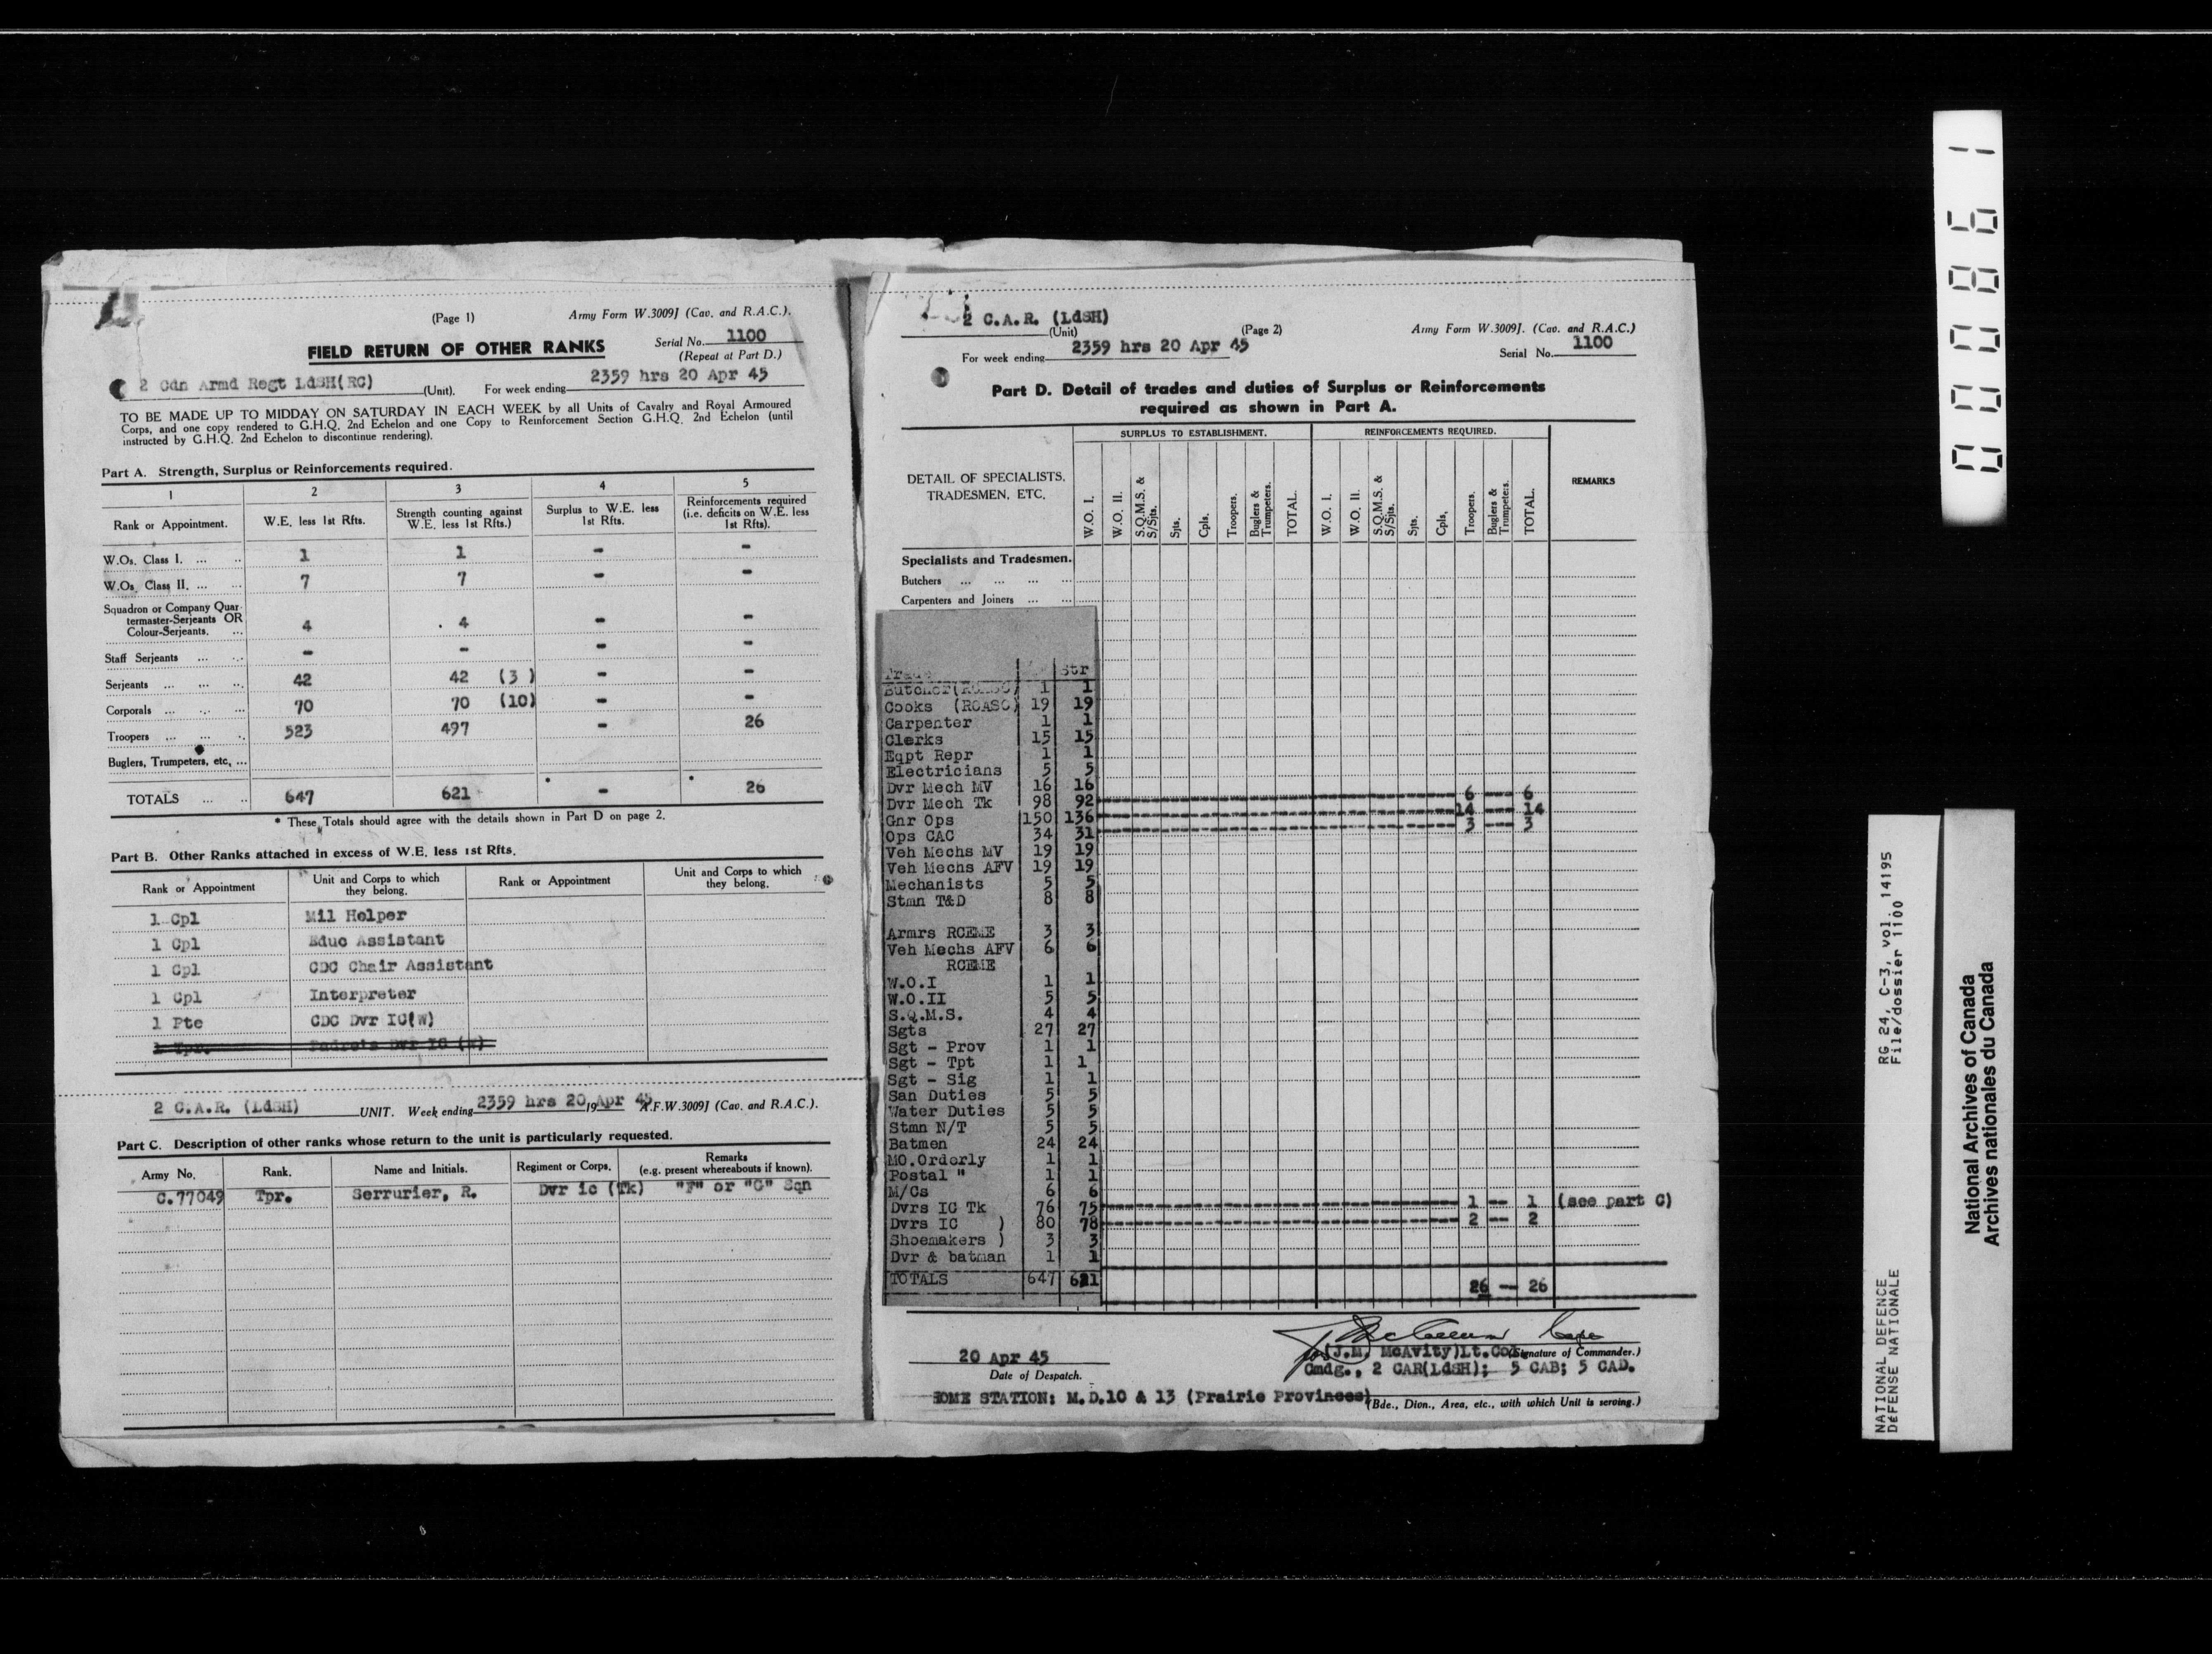 (Page 1)
Army Form W.3009J (Cav. and R.A.C.).
FIELD RETURN OF OTHER RANKS
Serial No. 1100
(Repeat at Part D.)
2 Cdn Armd Regt LdSH(RC) (Unit). For week ending 2359 hrs 20 Apr 45
TO BE MADE UP TO MIDDAY ON SATURDAY IN EACH WEEK by all Units of Cavalry and Royal Armoured
Corps, and one copy rendered to G.H.Q. 2nd Echelon and one Copy to Reinforcement Section G.H.Q. 2nd Echelon (until
instructed by G.H.Q. 2nd Echelon to discontinue rendering).
Part A. Strength, Surplus or Reinforcements required.
1 2 3 4 5
Rank or Appointment. W.E. less 1st Rfts. Strength counting against W.E. less 1st Rfts.) Surplus to W.E. less 1st Rfts. Reinforcements required (i.e. deficits on W.E. less 1st Rfts).
W.Os. Class I. ... .. 1 1 - -
W.Os. Class II. ... ... 7 7 - -
Squadron or Company Quar-
termaster-Serjeants OR
Colour-Serjeants. ... 4 4 - -
Staff Serjeants ... ... - - - -
Serjeants ... ... ... 42 42 (3) - -
Corporals ... ... ... 70 70 (10) - -
Troopers ... ... .. 523 497 - 26
Buglers, Trumpeters, etc, ...
TOTALS ... .. 647 621 * - * 26
* These Totals should agree with the details shown in Part D on page 2.
Part B. Other Ranks attached in excess of W.E. less 1st Rfts.
Rank or Appointment Unit and Corps to which they belong. Rank or Appointment Unit and Corps to which they belong.
1 Cpl Mil Helper
1 Cpl Educ Assistant
1 Cpl CDC Chair Assistant
1 Cpl Interpreter
1 Pte CDC Dvr IC(W)
1 Tpr. Padre's Dvr IC (W)
2 C.A.R. (LdSH) UNIT. Week ending 2359 hrs 20 19 Apr 45 A.F.W.3009J (Cav. and R.A.C.).
Part C. Description of other ranks whose return to the unit is particularly requested.
Army No. Rank. Name and Initials. Regiment or Corps. Remarks (e.g. present whereabouts if known).
C.77049 Tpr. Serrurier, R. Dvr ic (Tk) "F" or "G" Sqn
2 C.A.R. (LdSH)
(Unit) (Page 2) Army Form W.3009J. (Cav. and R.A.C.)
For week ending 2359 hrs 20 Apr 45 Serial No. 1100
Part D. Detail of trades and duties of Surplus or Reinforcements
required as shown in Part A.
DETAIL OF SPECIALISTS, TRADESMEN, ETC. SURPLUS TO ESTABLISHMENT. REINFORCEMENTS REQUIRED. REMARKS
W.O. I. W.O. II. S.Q.M.S. & S/Sjts. Sjts. Cpls. Troopers. Buglers & Trumpeters. TOTAL. W.O. I. W.O. II. S.Q.M.S. & S/Sjts. Sjts. Cpls, Troopers. Buglers & Trumpeters. TOTAL.
Specialists and Tradesmen.
Butchers ... ... ... ...
Carpenters and Joiners ... ...
Trade Str
Butcher(RCASC) 1 1
Cooks (RCASC) 19 19
Carpenter 1 1
Clerks 15 15
Eqpt Repr 1 1
Electricians 5 5
Dvr Mech MV 16 16
Dvr Mech Tk 98 92 6 6
Gnr Ops 150 136 14 14
Ops CAC 34 31 3 3
Veh Mechs MV 19 19
Veh Mechs AFV 19 19
Mechanists 5 5
Stmn T&D 8 8
Armrs RCEME 3 3
Veh Mechs AFV 6 6
RCEME
W.O.I 1 1
W.O.II 5 5
S.Q.M.S. 4 4
Sgts 27 27
Sgt - Prov 1 1
Sgt - Tpt 1 1
Sgt - Sig 1 1
San Duties 5 5
Water Duties 5 5
Stmn N/T 5 5
Batmen 24 24
MO.Orderly 1 1
Postal " 1 1
M/Cs 6 6
Dvrs IC Tk 76 75 1 -- 1 (see part C)
Dvrs IC ) 80 78 2 -- 2
Shoemakers ) 3 3
Dvr & batman 1 1
TOTALS 647 621 26 -- 26
20 Apr 45
Date of Despatch.
(J.M. McAvity)Lt.Col (Signature of Commander.)
Cmdg., 2 CAR(LdSH); 5 CAB; 5 CAD.
HOME STATION: M.D.10 & 13 (Prairie Provinces)
(Bde., Dion., Area, etc., with which Unit is serving.)
000861
RG 24, C-3, vol. 14195
File/dossier 1100
NATIONAL DEFENCE
DéFENSE NATIONALE
National Archives of Canada
Archives nationales du Canada